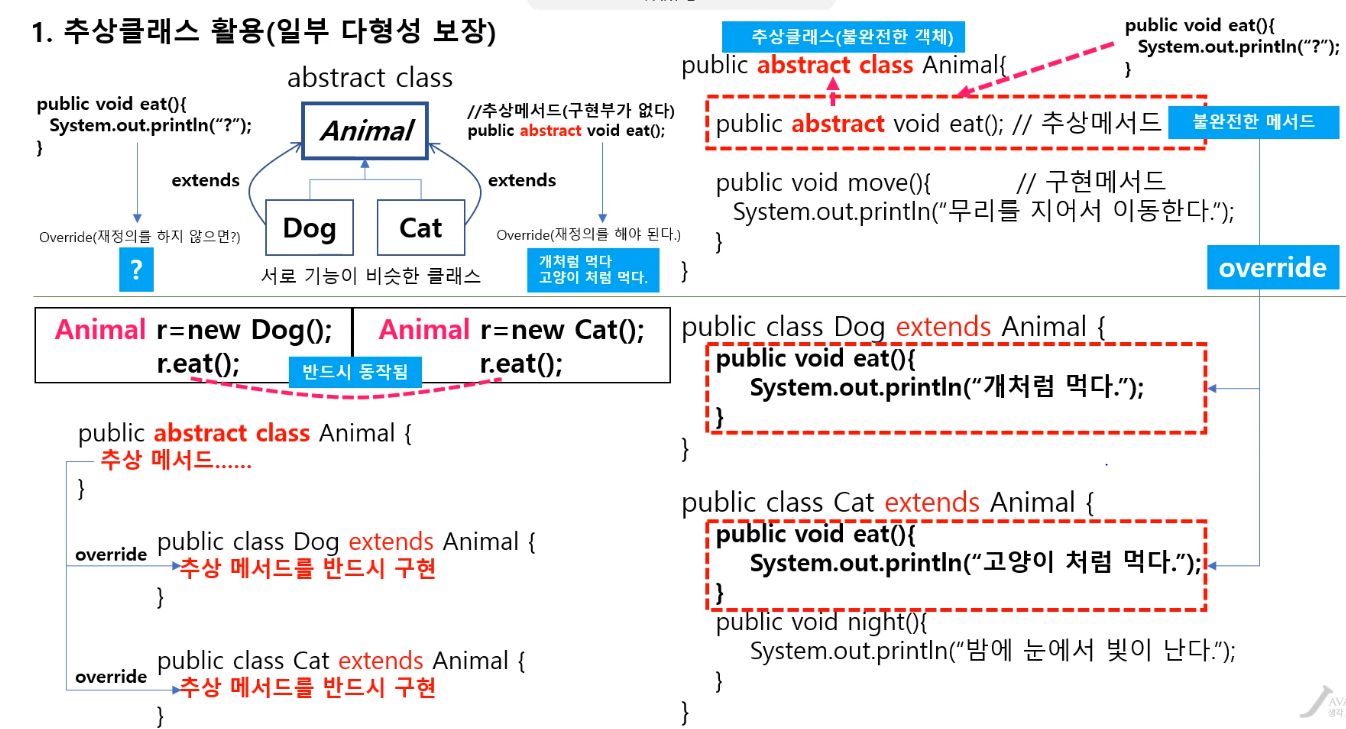 1. 추상클래스 활용(일부 다형성 보장)
abstract class
public void eat(){
System.out.println(“?”);
}
Animal
//추상메서드(구현부가 없다)
public abstract void eat();
extends
extends
Dog
Cat
Override(재정의를 하지 않으면?)
?
Override(재정의를 해야 된다.)
개처럼 먹다
고양이 처럼 먹다.
서로 기능이 비슷한 클래스
추상클래스(불완전한 객체)
public void eat(){
System.out.println(“?”);
}
public abstract class Animal{
public abstract void eat(); // 추상메서드
불완전한 메서드
public void move(){ // 구현메서드
System.out.println(“무리를 지어서 이동한다.”);
}
}
override
Animal r=new Dog();
r.eat();
Animal r=new Cat();
r.eat();
반드시 동작됨
public abstract class Animal {
추상 메서드......
}
override
public class Dog extends Animal {
추상 메서드를 반드시 구현
}
override
public class Cat extends Animal {
추상 메서드를 반드시 구현
}
public class Dog extends Animal {
public void eat(){
System.out.println(“개처럼 먹다.”);
}
}
public class Cat extends Animal {
public void eat(){
System.out.println(“고양이 처럼 먹다.”);
}
public void night(){
System.out.println(“밤에 눈에서 빛이 난다.”);
}
}